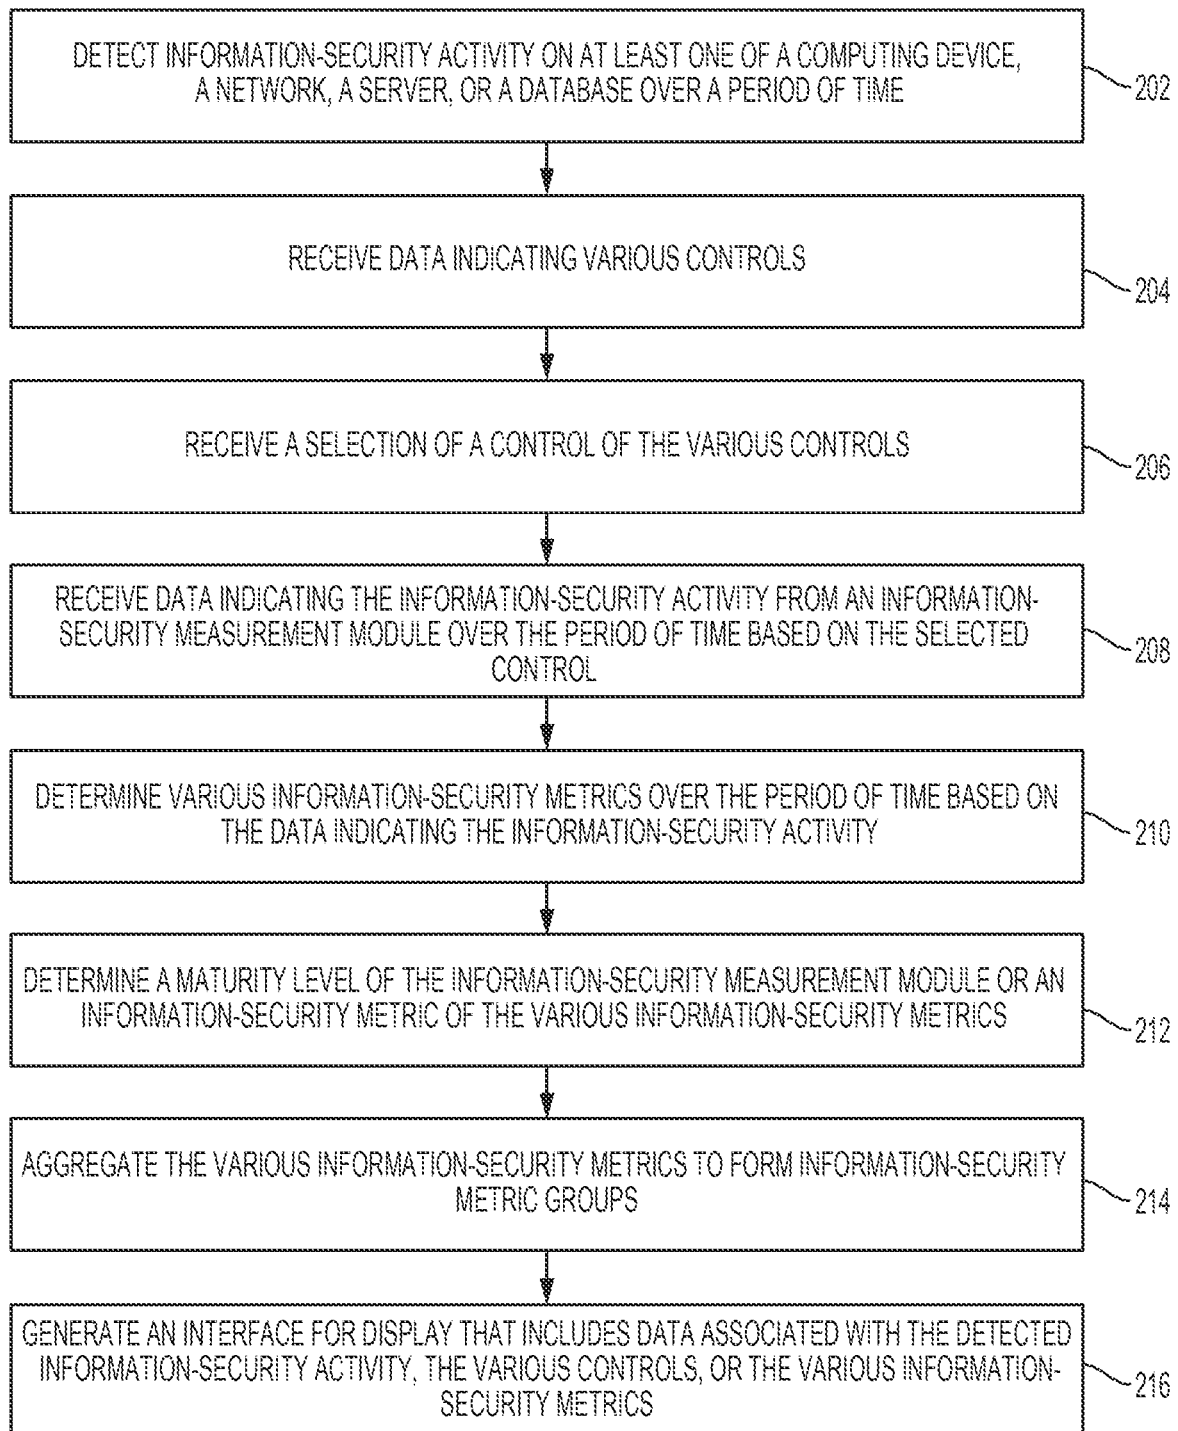 DETECT INFORMATION-SECURITY ACTIVITY ON AT LEAST ONE OF A COMPUTING DEVICE,
A NETWORK, A SERVER, OR A DATABASE OVER A PERIOD OF TIME
202
RECEIVE DATA INDICATING VARIOUS CONTROLS
204
RECEIVE A SELECTION OF A CONTROL OF THE VARIOUS CONTROLS
206
RECEIVE DATA INDICATING THE INFORMATION-SECURITY ACTIVITY FROM AN INFORMATION-
SECURITY MEASUREMENT MODULE OVER THE PERIOD OF TIME BASED ON THE SELECTED
CONTROL
208
DETERMINE VARIOUS INFORMATION-SECURITY METRICS OVER THE PERIOD OF TIME BASED ON
THE DATA INDICATING THE INFORMATION-SECURITY ACTIVITY
210
DETERMINE A MATURITY LEVEL OF THE INFORMATION-SECURITY MEASUREMENT MODULE OR AN
INFORMATION-SECURITY METRIC OF THE VARIOUS INFORMATION-SECURITY METRICS
212
AGGREGATE THE VARIOUS INFORMATION-SECURITY METRICS TO FORM INFORMATION-SECURITY
METRIC GROUPS
214
GENERATE AN INTERFACE FOR DISPLAY THAT INCLUDES DATA ASSOCIATED WITH THE DETECTED
INFORMATION-SECURITY ACTIVITY, THE VARIOUS CONTROLS, OR THE VARIOUS INFORMATION-
SECURITY METRICS
216